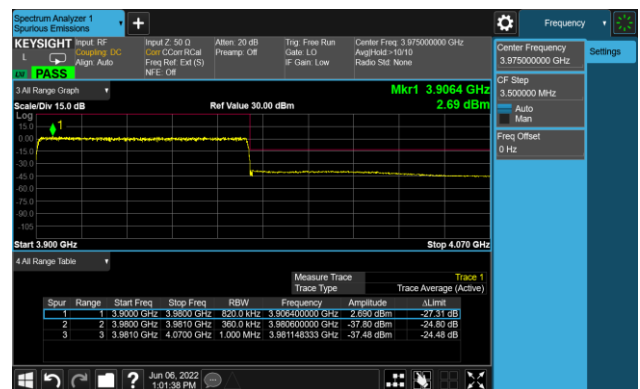 Spectrum Analyzer 1
Spurious Emissions
Frequency
KEYSIGHT Input: RF
Coupling: DC
Align: Auto
Input Z: 50 Ω
Corr CCorr RCal
Freq Ref: Ext (S)
NFE: Off
Atten: 20 dB
Preamp: Off
Trig: Free Run
Gate: LO
IF Gain: Low
Center Freq: 3.975000000 GHz
Avg|Hold:>10/10
Radio Std: None
L
PASS
Center Frequency
3.975000000 GHz
Settings
CF Step
3.500000 MHz
Auto
Man
Freq Offset
0 Hz
3 All Range Graph
Mkr1 3.9064 GHz
Scale/Div 15.0 dB
Ref Value 30.00 dBm
2.69 dBm
Log
15.0
1
0.00
-15.0
-30.0
-45.0
-60.0
-75.0
-90.0
-105
Start 3.900 GHz
Stop 4.070 GHz
4 All Range Table
Measure Trace Trace 1
Trace Type Trace Average (Active)
Spur Range Start Freq Stop Freq RBW Frequency Amplitude ΔLimit
1 1 3.9000 GHz 3.9800 GHz 820.0 kHz 3.906400000 GHz 2.690 dBm -27.31 dB
2 2 3.9800 GHz 3.9810 GHz 360.0 kHz 3.980600000 GHz -37.80 dBm -24.80 dB
3 3 3.9810 GHz 4.0700 GHz 1.000 MHz 3.981148333 GHz -37.48 dBm -24.48 dB
Jun 06, 2022
1:01:38 PM